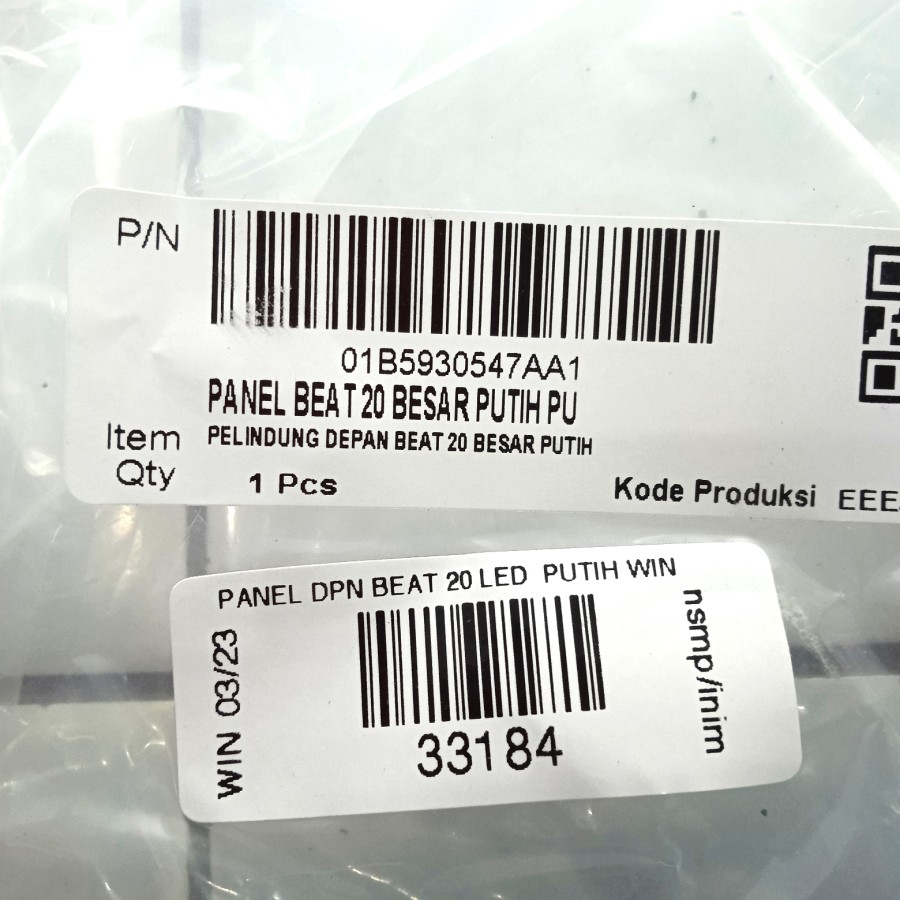 P/N
01B5930547AA1
PANEL BEAT 20 BESAR PUTIH PU
Item PELINDUNG DEPAN BEAT 20 BESAR PUTIH
Qty 1 Pcs Kode Produksi EEE
PANEL DPN BEAT 20 LED PUTIH WIN
WIN 03/23
33184
nsmp/inim